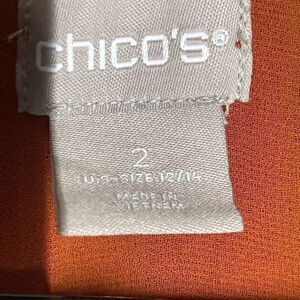 chico's®
2
U.S. SIZE 12/14
MADE IN
VIETNAM